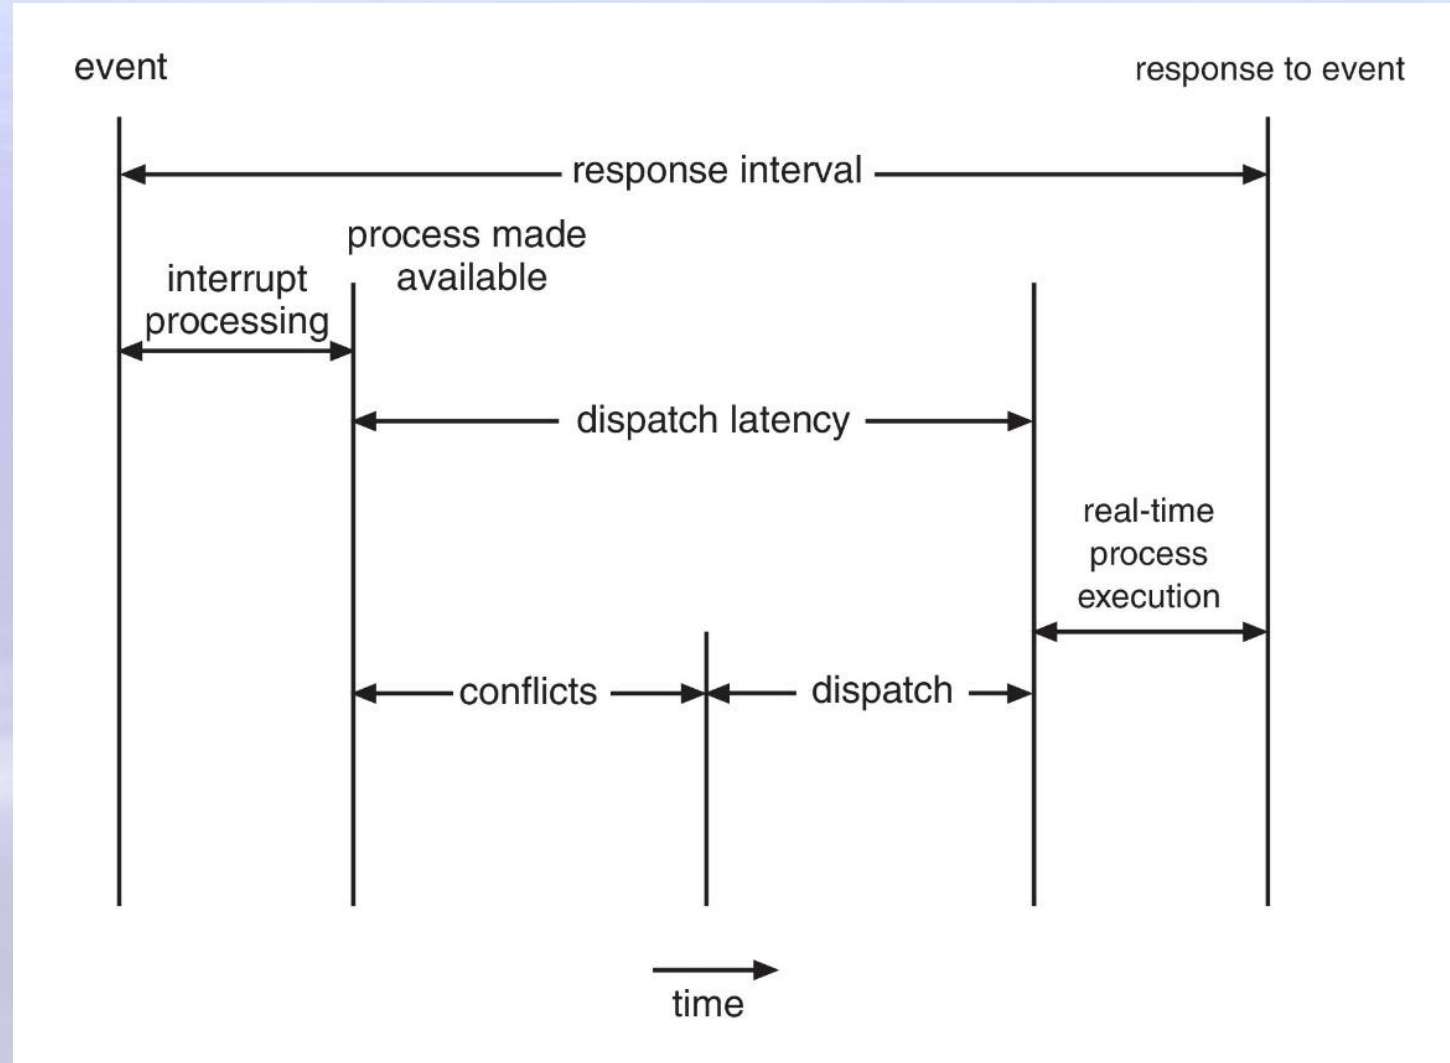 event
response to event
response interval
process made
available
interrupt
processing
dispatch latency
real-time
process
execution
conflicts
dispatch
time